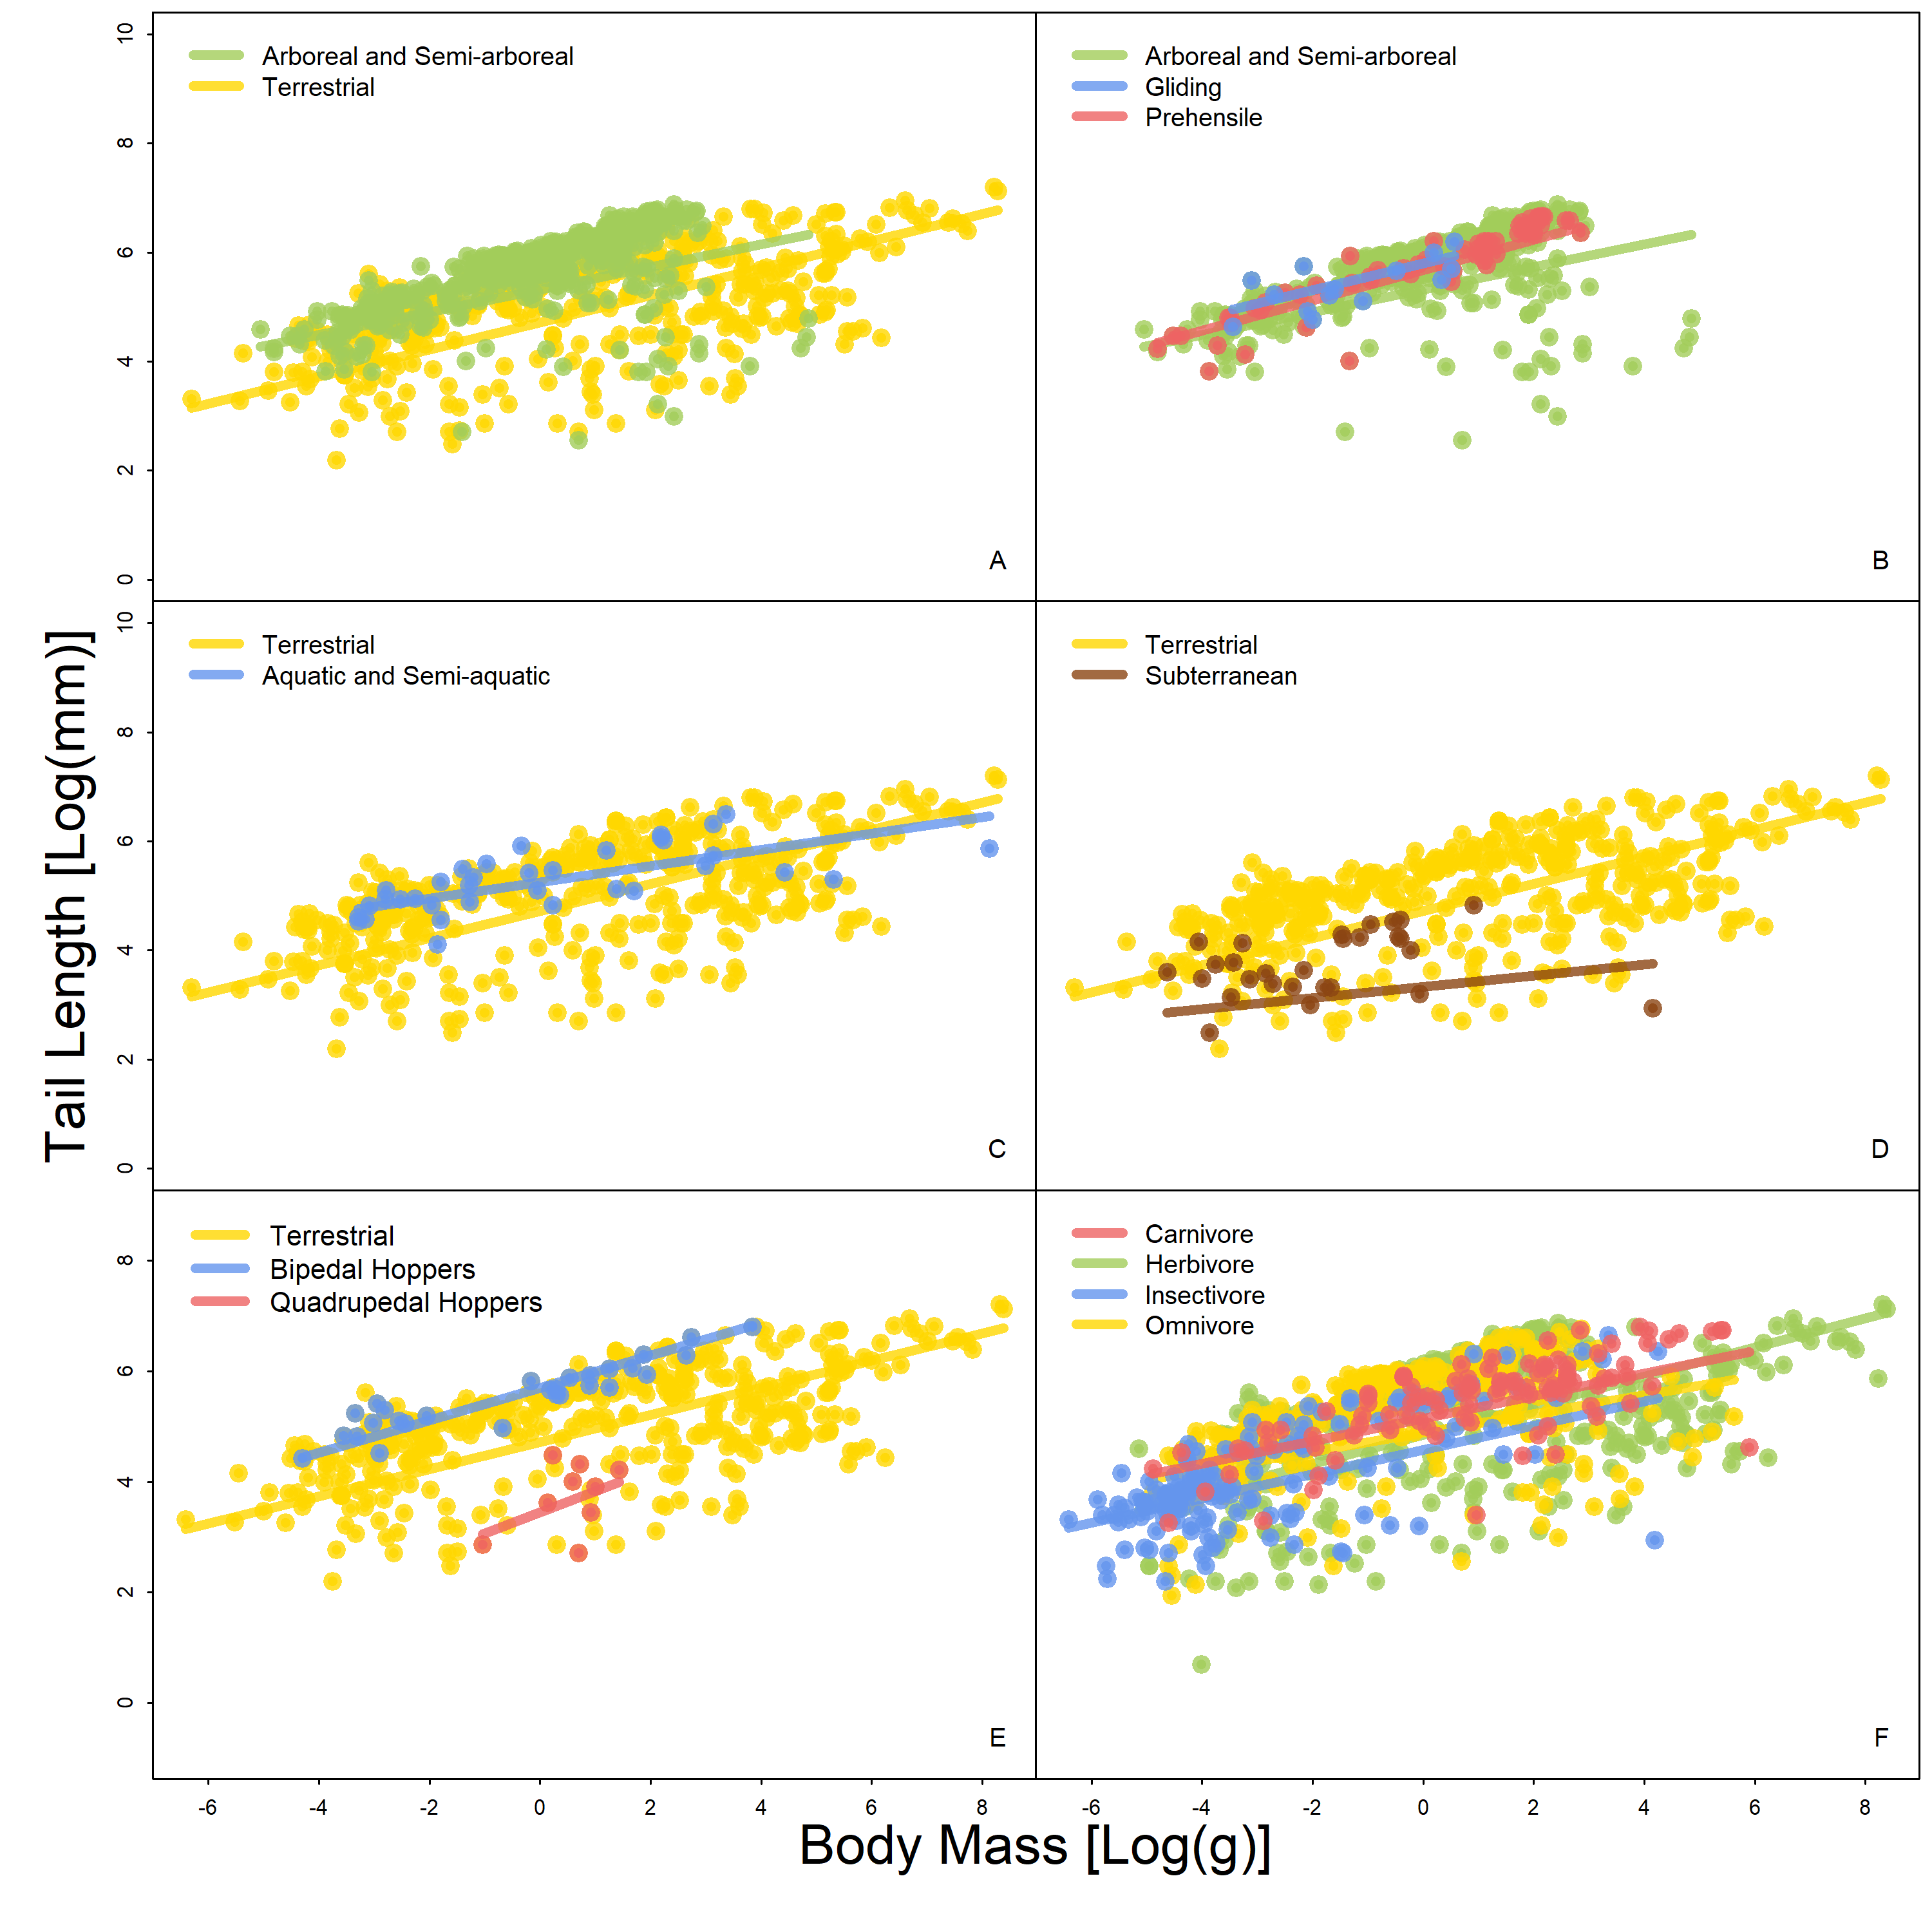 Arboreal and Semi-arboreal
Terrestrial
A
10
8
6
4
2
0
Arboreal and Semi-arboreal
Gliding
Prehensile
B
Terrestrial
Aquatic and Semi-aquatic
C
10
8
6
4
2
0
Terrestrial
Subterranean
D
Terrestrial
Bipedal Hoppers
Quadrupedal Hoppers
E
8
6
4
2
0
Carnivore
Herbivore
Insectivore
Omnivore
F
-6 -4 -2 0 2 4 6 8
-6 -4 -2 0 2 4 6 8
Tail Length [Log(mm)]
Body Mass [Log(g)]